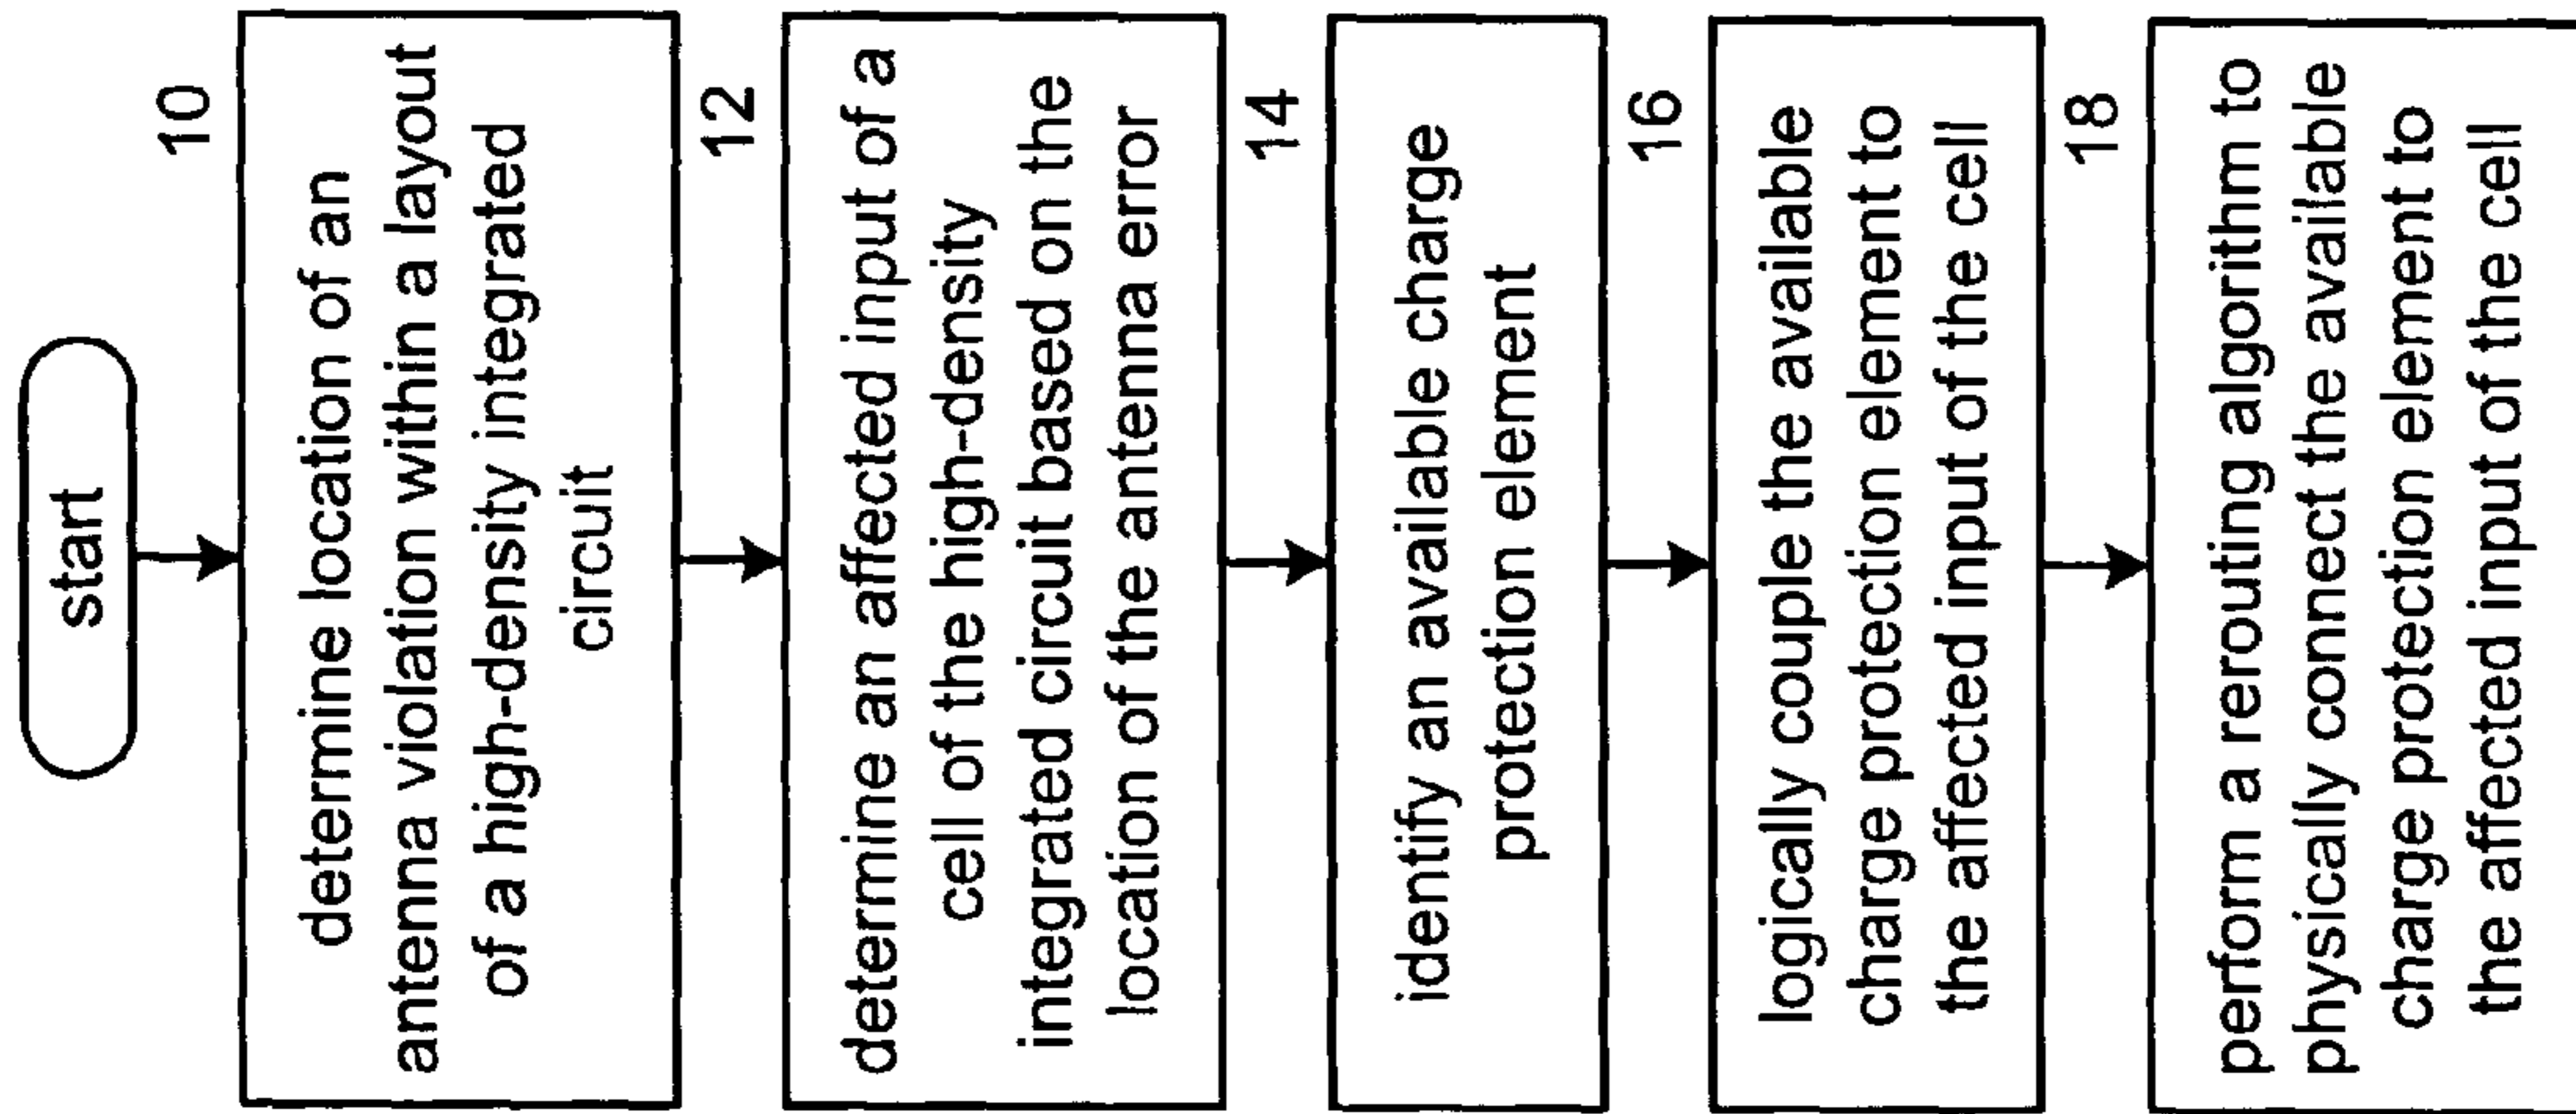 start
10
determine location of an
antenna violation within a layout
of a high-density integrated
circuit
12
determine an affected input of a
cell of the high-density
integrated circuit based on the
location of the antenna error
14
identify an available charge
protection element
16
logically couple the available
charge protection element to
the affected input of the cell
18
perform a rerouting algorithm to
physically connect the available
charge protection element to
the affected input of the cell